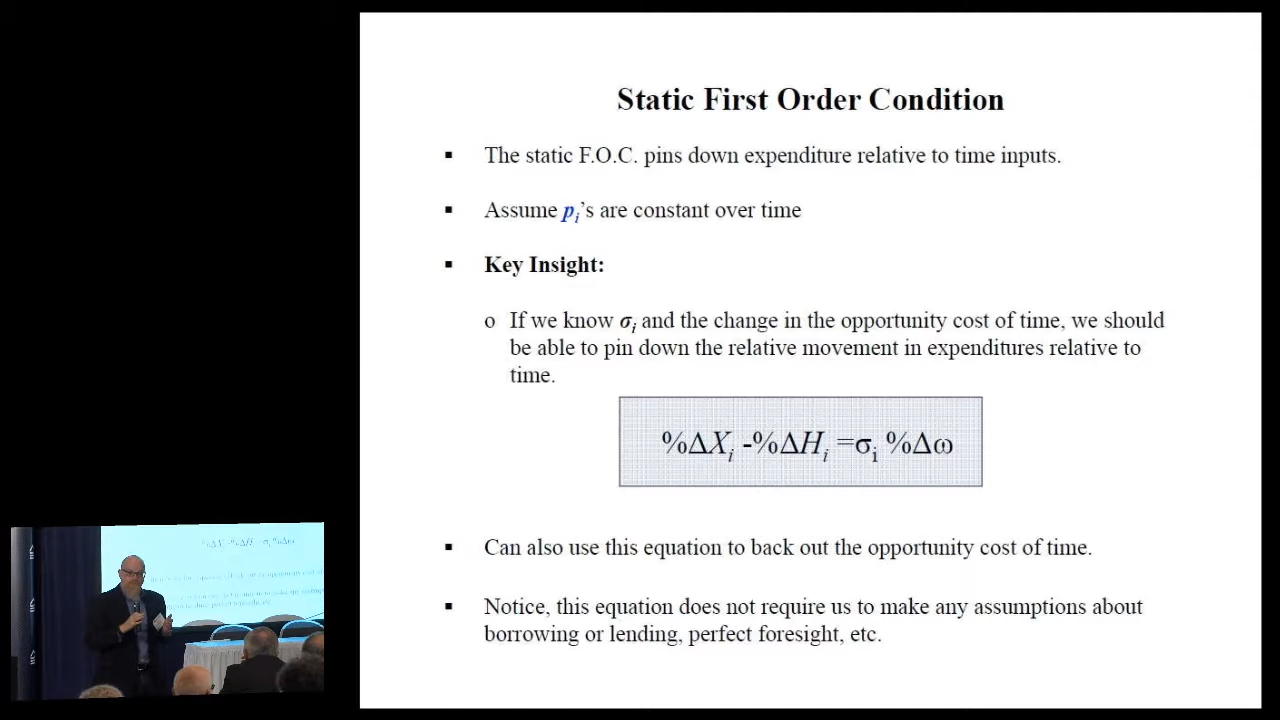 Static First Order Condition
▪ The static F.O.C. pins down expenditure relative to time inputs.
▪ Assume pᵢ's are constant over time
▪ Key Insight:
o If we know σᵢ and the change in the opportunity cost of time, we should
be able to pin down the relative movement in expenditures relative to
time.
%ΔXᵢ -%ΔHᵢ =σᵢ %Δω
▪ Can also use this equation to back out the opportunity cost of time.
▪ Notice, this equation does not require us to make any assumptions about
borrowing or lending, perfect foresight, etc.